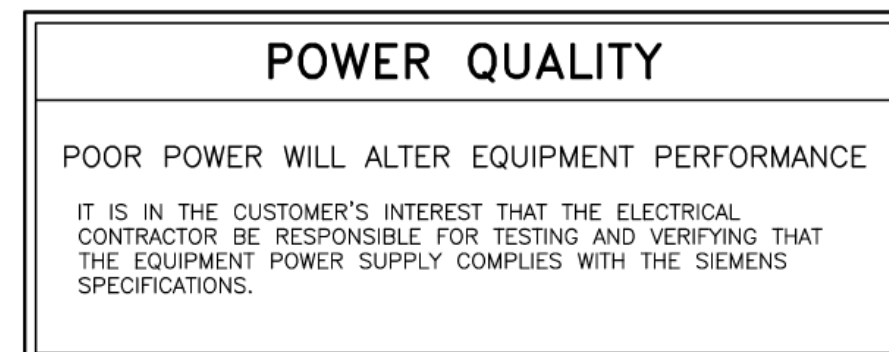 POWER QUALITY
POOR POWER WILL ALTER EQUIPMENT PERFORMANCE
IT IS IN THE CUSTOMER'S INTEREST THAT THE ELECTRICAL
CONTRACTOR BE RESPONSIBLE FOR TESTING AND VERIFYING THAT
THE EQUIPMENT POWER SUPPLY COMPLIES WITH THE SIEMENS
SPECIFICATIONS.